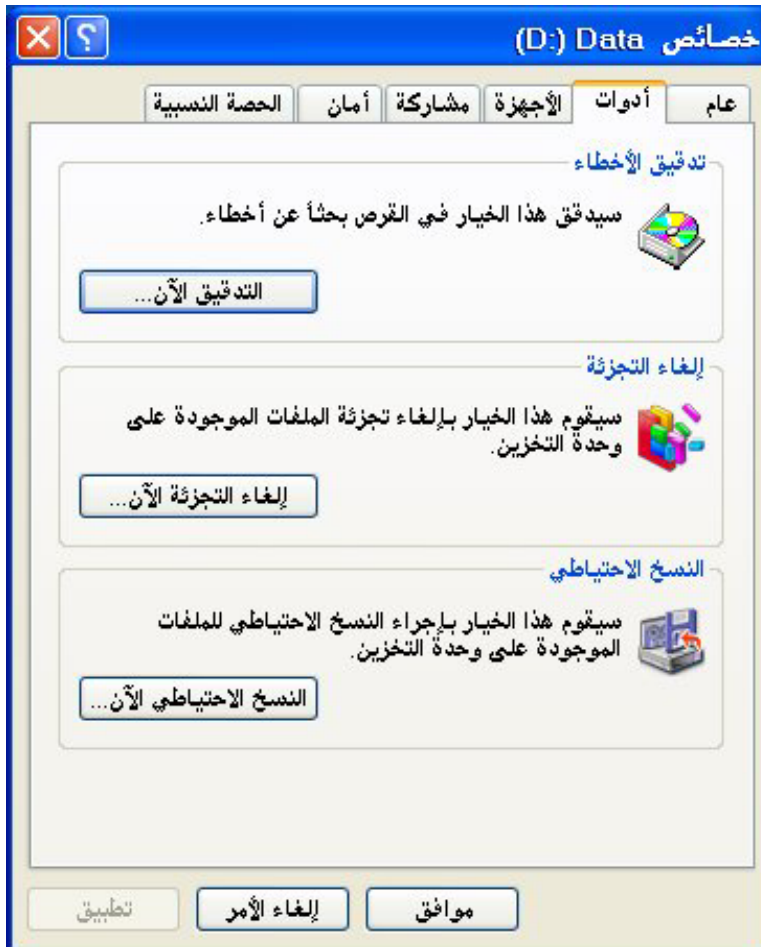 خصائص Data (D:)
عام
أدوات
الأجهزة
مشاركة
أمان
الحصة النسبية
تدقيق الأخطاء
سيدقق هذا الخيار في القرص بحثاً عن أخطاء.
التدقيق الآن...
إلغاء التجزئة
سيقوم هذا الخيار بإلغاء تجزئة الملفات الموجودة على
وحدة التخزين.
إلغاء التجزئة الآن...
النسخ الاحتياطي
سيقوم هذا الخيار بإجراء النسخ الاحتياطي للملفات
الموجودة على وحدة التخزين.
النسخ الاحتياطي الآن...
موافق
إلغاء الأمر
تطبيق